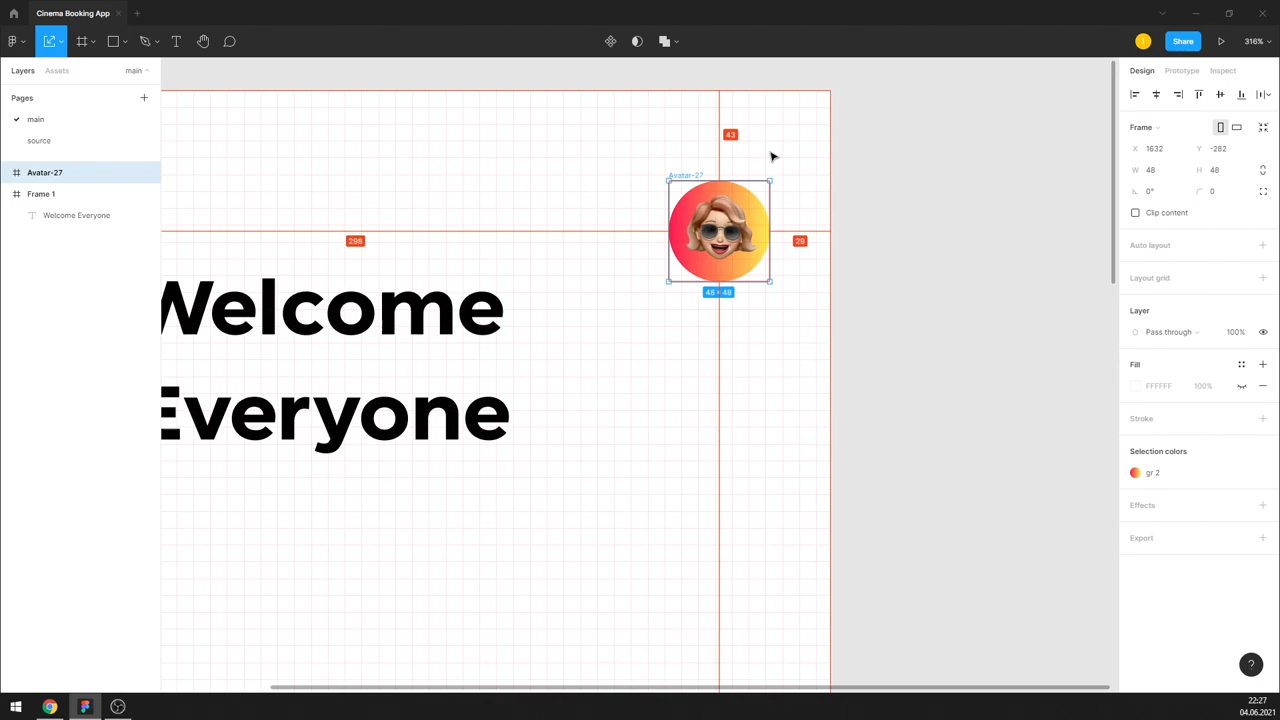 Cinema Booking App
Share
316%
Layers
Assets
main
Pages
main
source
Avatar-27
Frame 1
Welcome Everyone
43
Avatar-27
298
29
48 × 48
Welcome
Everyone
Design
Prototype
Inspect
Frame
X 1632
Y -282
W 48
H 48
0°
0
Clip content
Auto layout
Layout grid
Layer
Pass through
100%
Fill
FFFFFF
100%
Stroke
Selection colors
gr 2
Effects
Export
?
22:27
04.06.2021